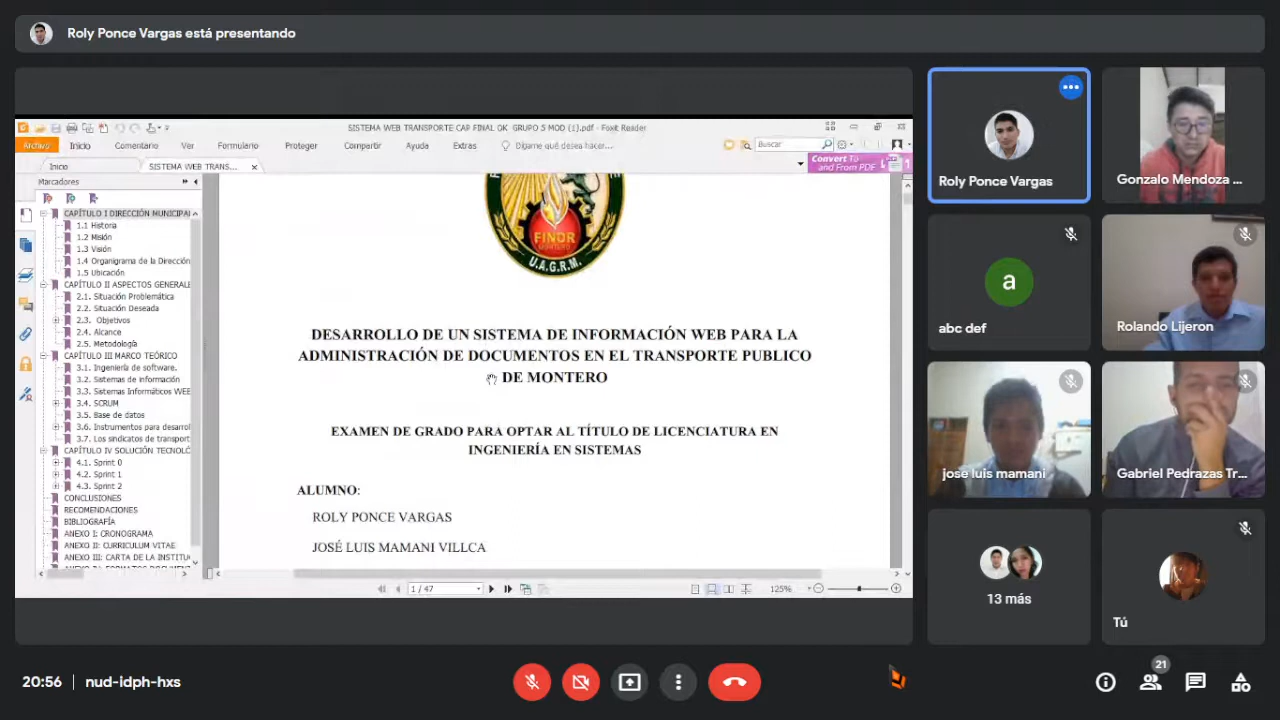 Roly Ponce Vargas está presentando
SISTEMA WEB TRANSPORTE CAP FINAL OK GRUPO 5 MOD (1).pdf - Foxit Reader
Archivo
Inicio
Comentario
Ver
Formulario
Proteger
Compartir
Ayuda
Extras
Dígame qué desea hacer...
Buscar
Inicio
SISTEMA WEB TRANS...
Convert To
and From PDF
Marcadores
CAPÍTULO I DIRECCIÓN MUNICIPAL
1.1 Historia
1.2 Misión
1.3 Visión
1.4 Organigrama de la Dirección
1.5 Ubicación
CAPÍTULO II ASPECTOS GENERALE
2.1. Situación Problemática
2.2. Situación Deseada
2.3. Objetivos
2.4. Alcance
2.5. Metodología
CAPÍTULO III MARCO TEÓRICO
3.1. Ingeniería de software.
3.2. Sistemas de información
3.3. Sistemas Informáticos WEB
3.4. SCRUM
3.5. Base de datos
3.6. Instrumentos para desarrol
3.7. Los sindicatos de transport
CAPÍTULO IV SOLUCIÓN TECNOLÓ
4.1. Sprint 0
4.2. Sprint 1
4.3. Sprint 2
CONCLUSIONES
RECOMENDACIONES
BIBLIOGRAFÍA
ANEXO I: CRONOGRAMA
ANEXO II: CURRICULUM VITAE
ANEXO III: CARTA DE LA INSTITU
FINOR
MONTERO
U.A.G.R.M.
DESARROLLO DE UN SISTEMA DE INFORMACIÓN WEB PARA LA
ADMINISTRACIÓN DE DOCUMENTOS EN EL TRANSPORTE PUBLICO
DE MONTERO
EXAMEN DE GRADO PARA OPTAR AL TÍTULO DE LICENCIATURA EN
INGENIERÍA EN SISTEMAS
ALUMNO:
ROLY PONCE VARGAS
JOSÉ LUIS MAMANI VILLCA
1 / 47
125%
Roly Ponce Vargas
Gonzalo Mendoza ...
a
abc def
Rolando Lijeron
jose luis mamani
Gabriel Pedrazas Tr...
13 más
Tú
20:56
nud-idph-hxs
21